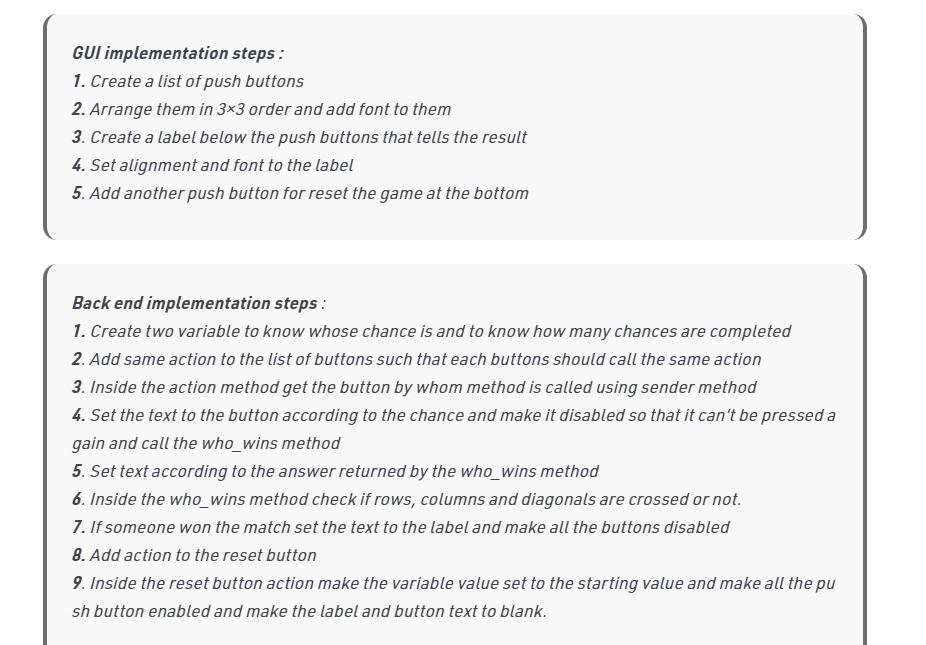 GUI implementation steps :
1. Create a list of push buttons
2. Arrange them in 3×3 order and add font to them
3. Create a label below the push buttons that tells the result
4. Set alignment and font to the label
5. Add another push button for reset the game at the bottom
Back end implementation steps :
1. Create two variable to know whose chance is and to know how many chances are completed
2. Add same action to the list of buttons such that each buttons should call the same action
3. Inside the action method get the button by whom method is called using sender method
4. Set the text to the button according to the chance and make it disabled so that it can't be pressed a
gain and call the who_wins method
5. Set text according to the answer returned by the who_wins method
6. Inside the who_wins method check if rows, columns and diagonals are crossed or not.
7. If someone won the match set the text to the label and make all the buttons disabled
8. Add action to the reset button
9. Inside the reset button action make the variable value set to the starting value and make all the pu
sh button enabled and make the label and button text to blank.